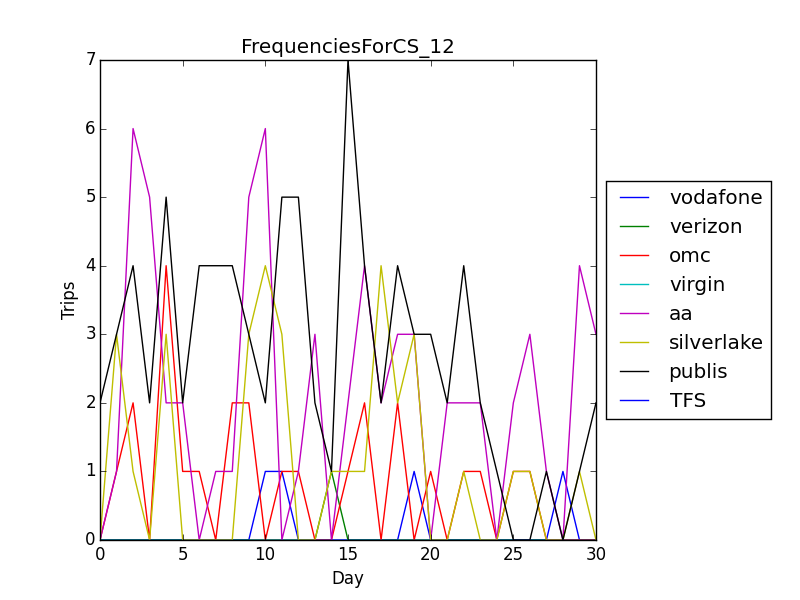 FrequenciesForCS_12
7
6
5
4
3
2
1
0
Trips
0 5 10 15 20 25 30
Day
vodafone
verizon
omc
virgin
aa
silverlake
publis
TFS